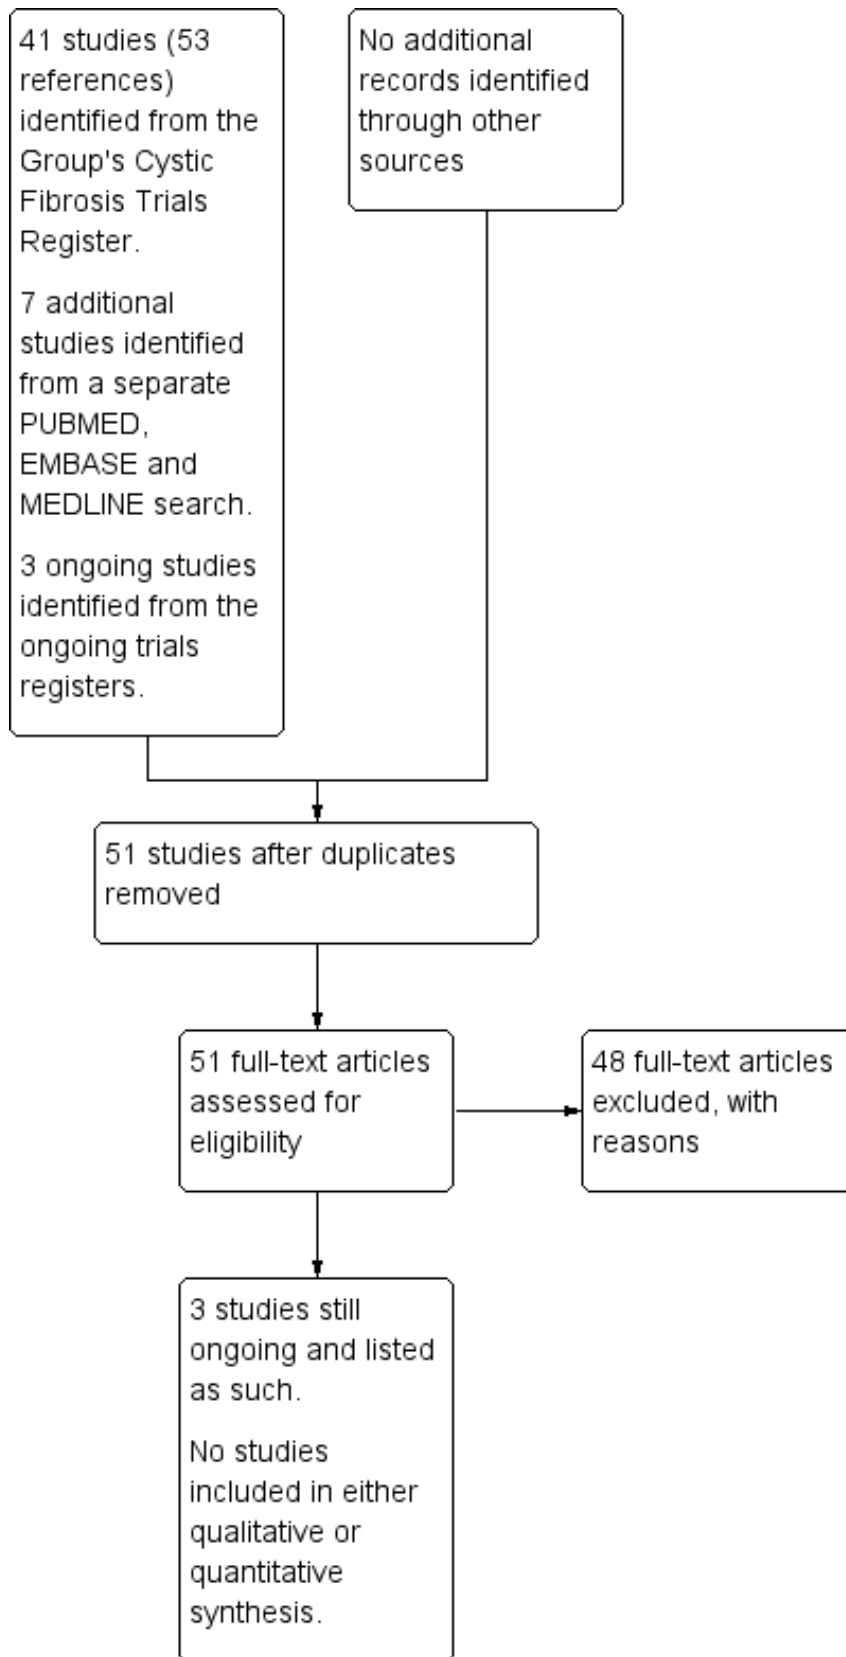 41 studies (53
references)
identified from the
Group's Cystic
Fibrosis Trials
Register.
7 additional
studies identified
from a separate
PUBMED,
EMBASE and
MEDLINE search.
3 ongoing studies
identified from the
ongoing trials
registers.
No additional
records identified
through other
sources
51 studies after duplicates
removed
51 full-text articles
assessed for
eligibility
48 full-text articles
excluded, with
reasons
3 studies still
ongoing and listed
as such.
No studies
included in either
qualitative or
quantitative
synthesis.